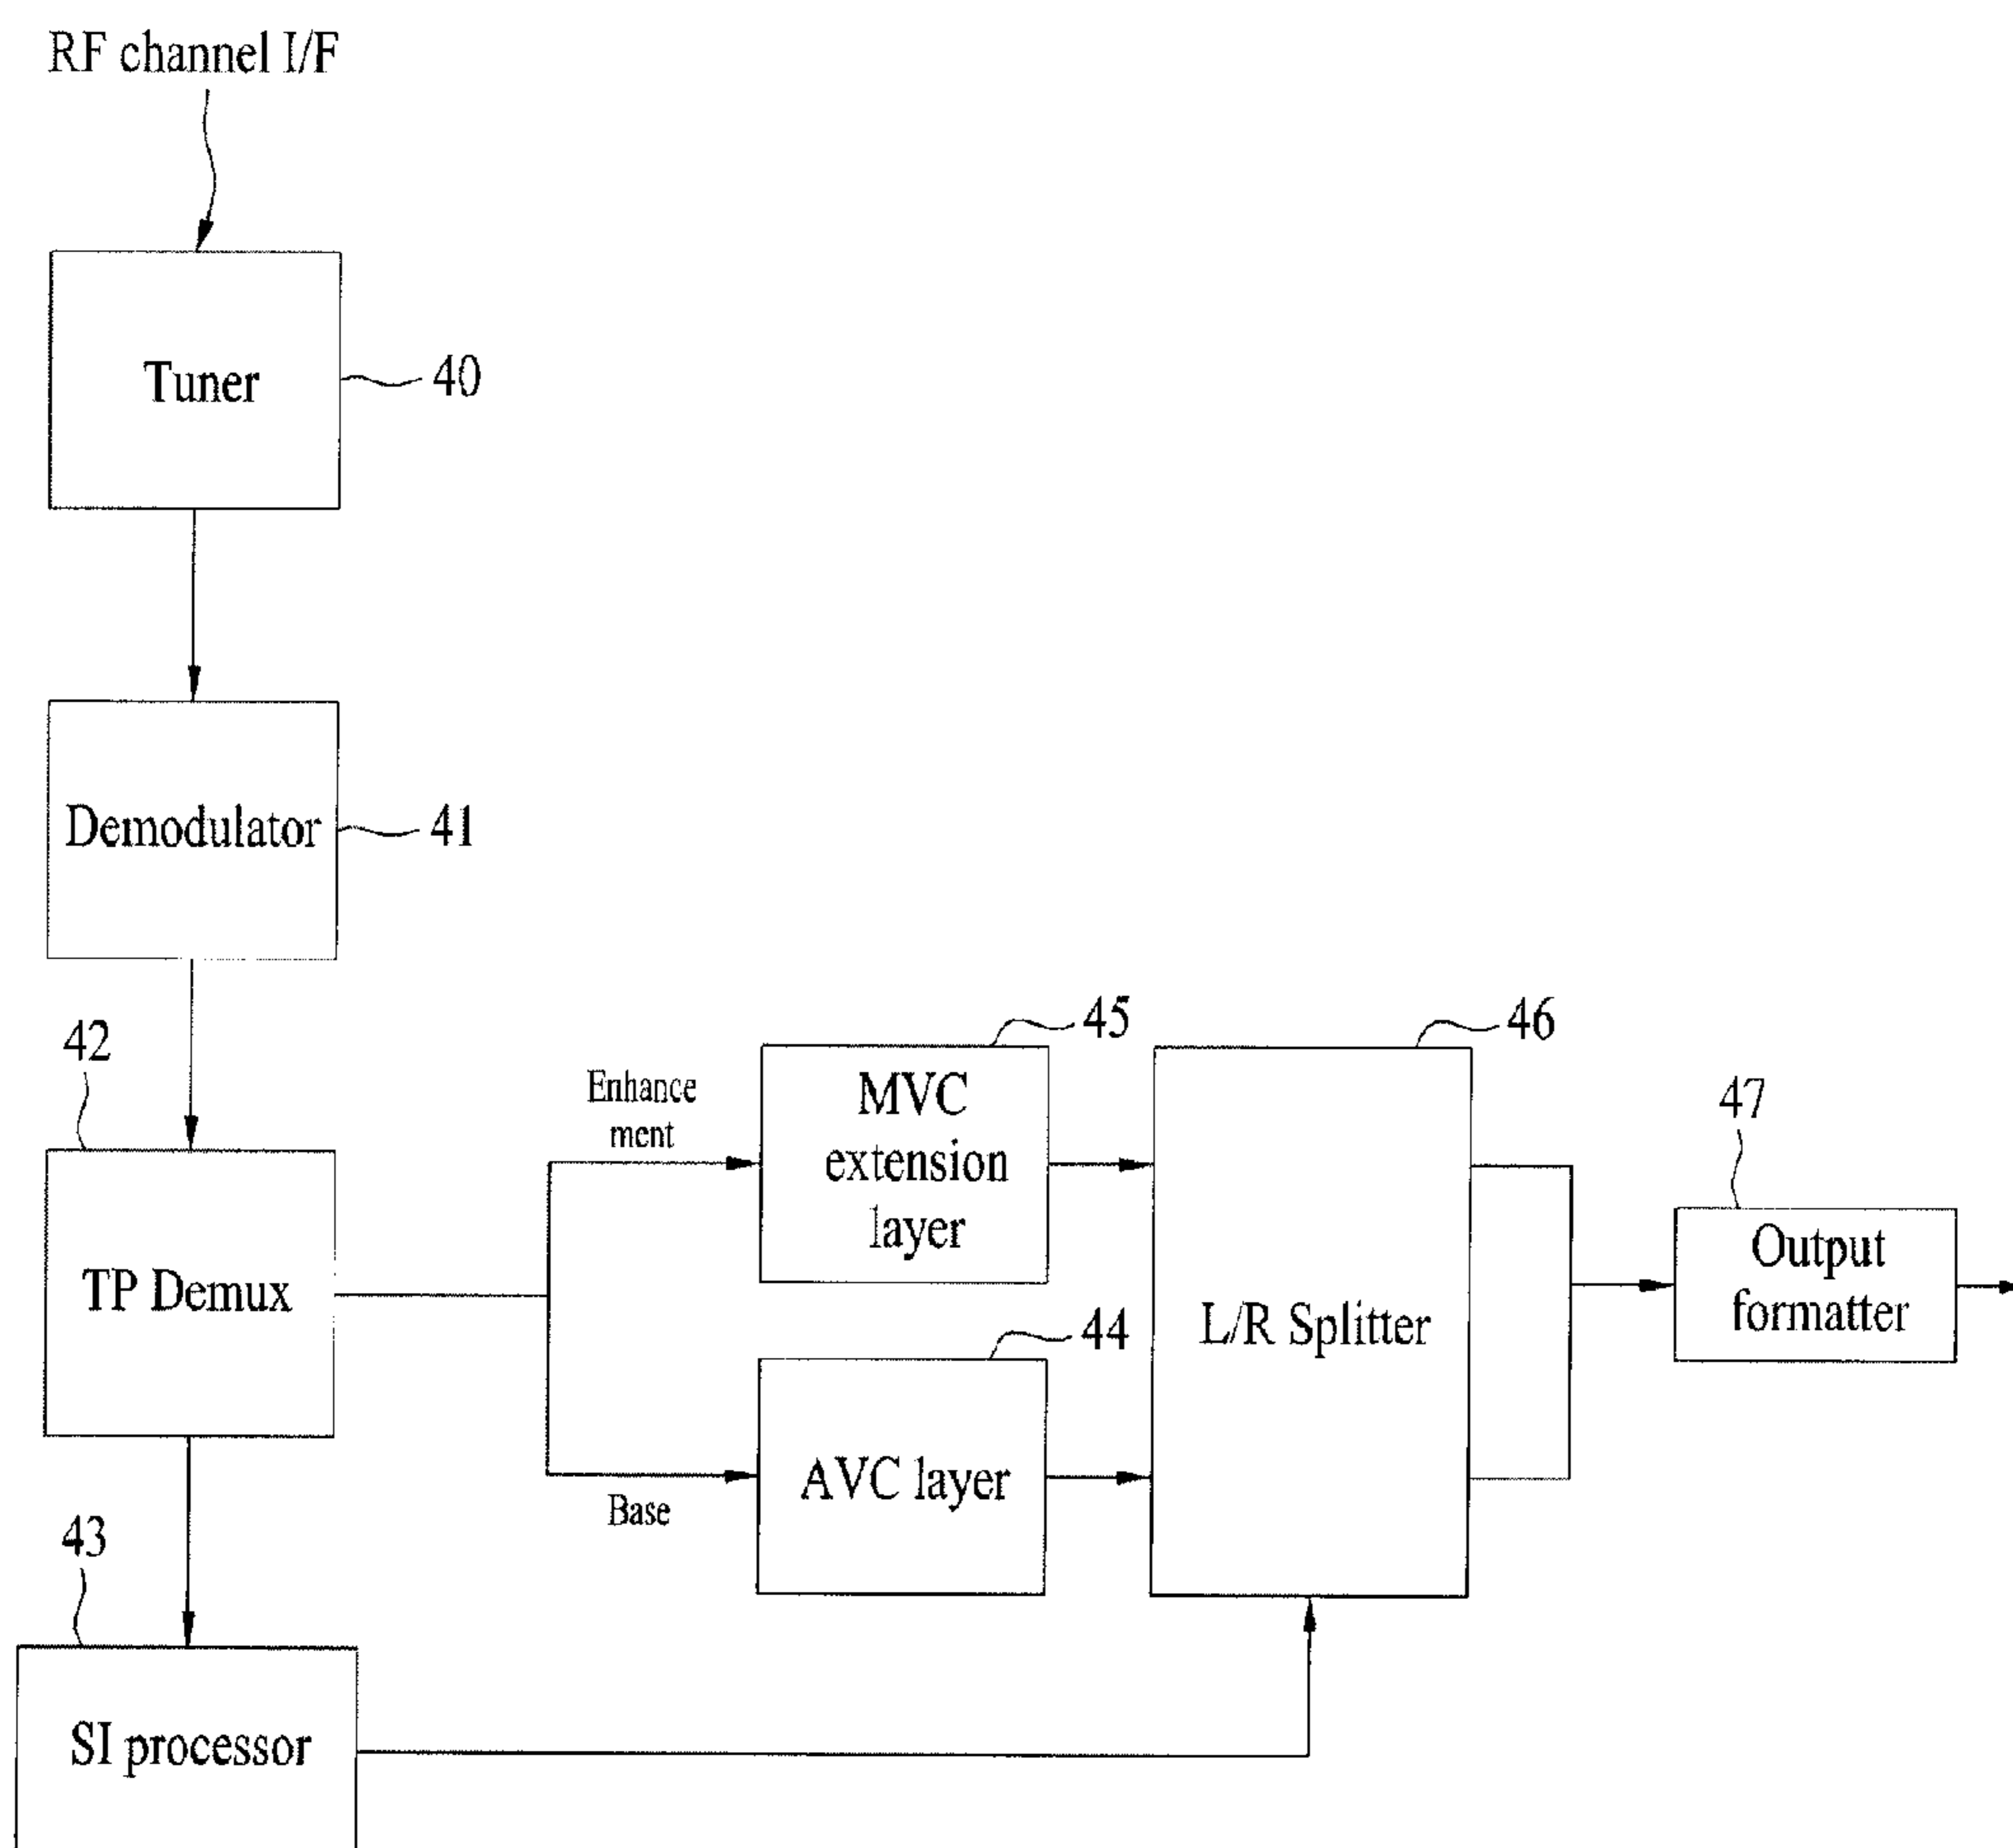 RF channel I/F
Tuner
40
Demodulator
41
42
TP Demux
43
SI processor
Enhance
ment
Base
45
MVC
extension
layer
44
AVC layer
46
L/R Splitter
47
Output
formatter